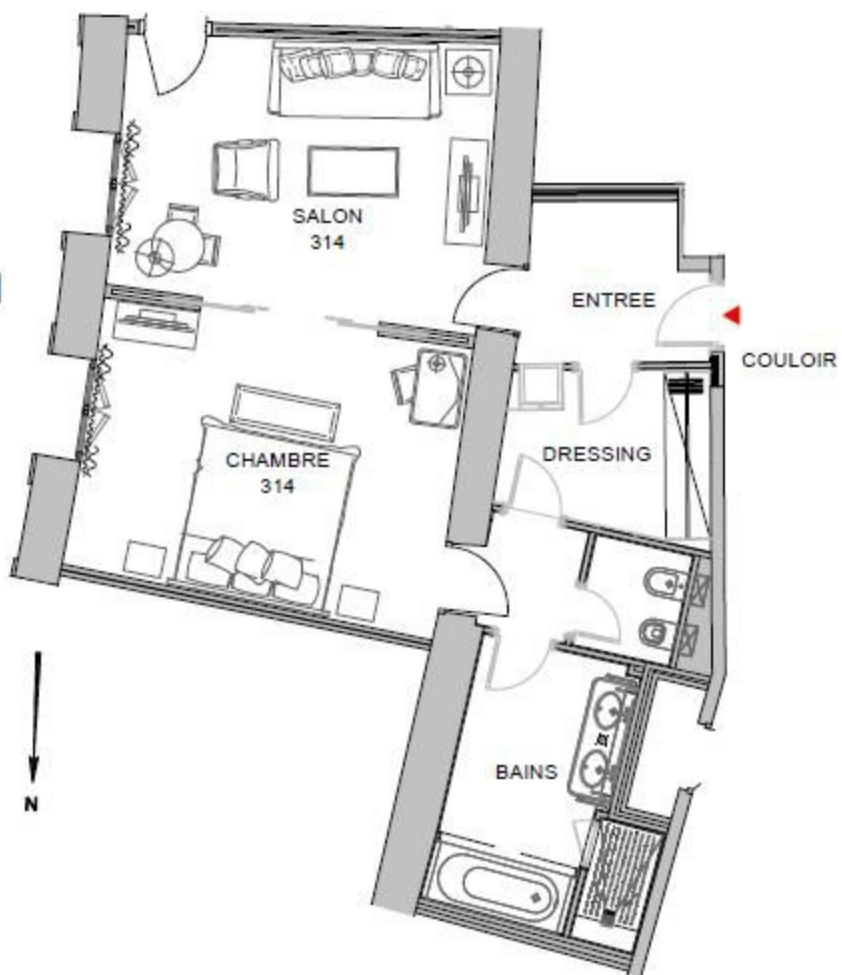 SALON
314
ENTREE
COULOIR
CHAMBRE
314
DRESSING
BAINS
N